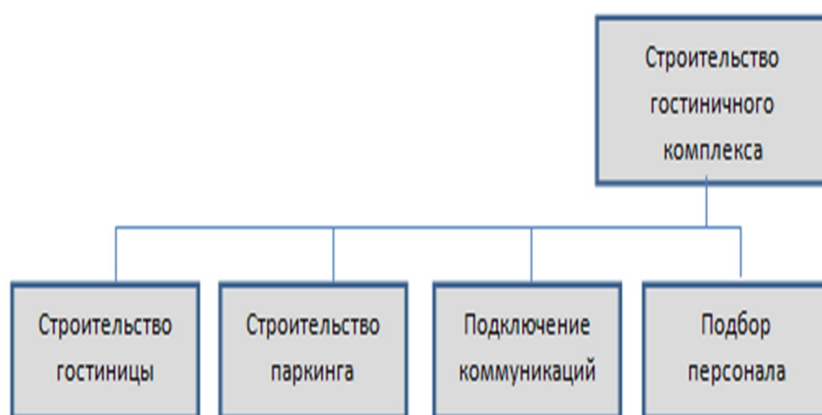 Строительство
гостиничного
комплекса
Строительство
гостиницы
Строительство
паркинга
Подключение
коммуникаций
Подбор
персонала